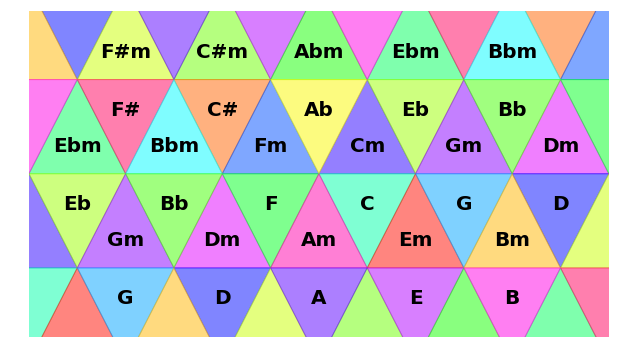 F#m C#m Abm Ebm Bbm
F# C# Ab Eb Bb
Ebm Bbm Fm Cm Gm Dm
Eb Bb F C G D
Gm Dm Am Em Bm
G D A E B